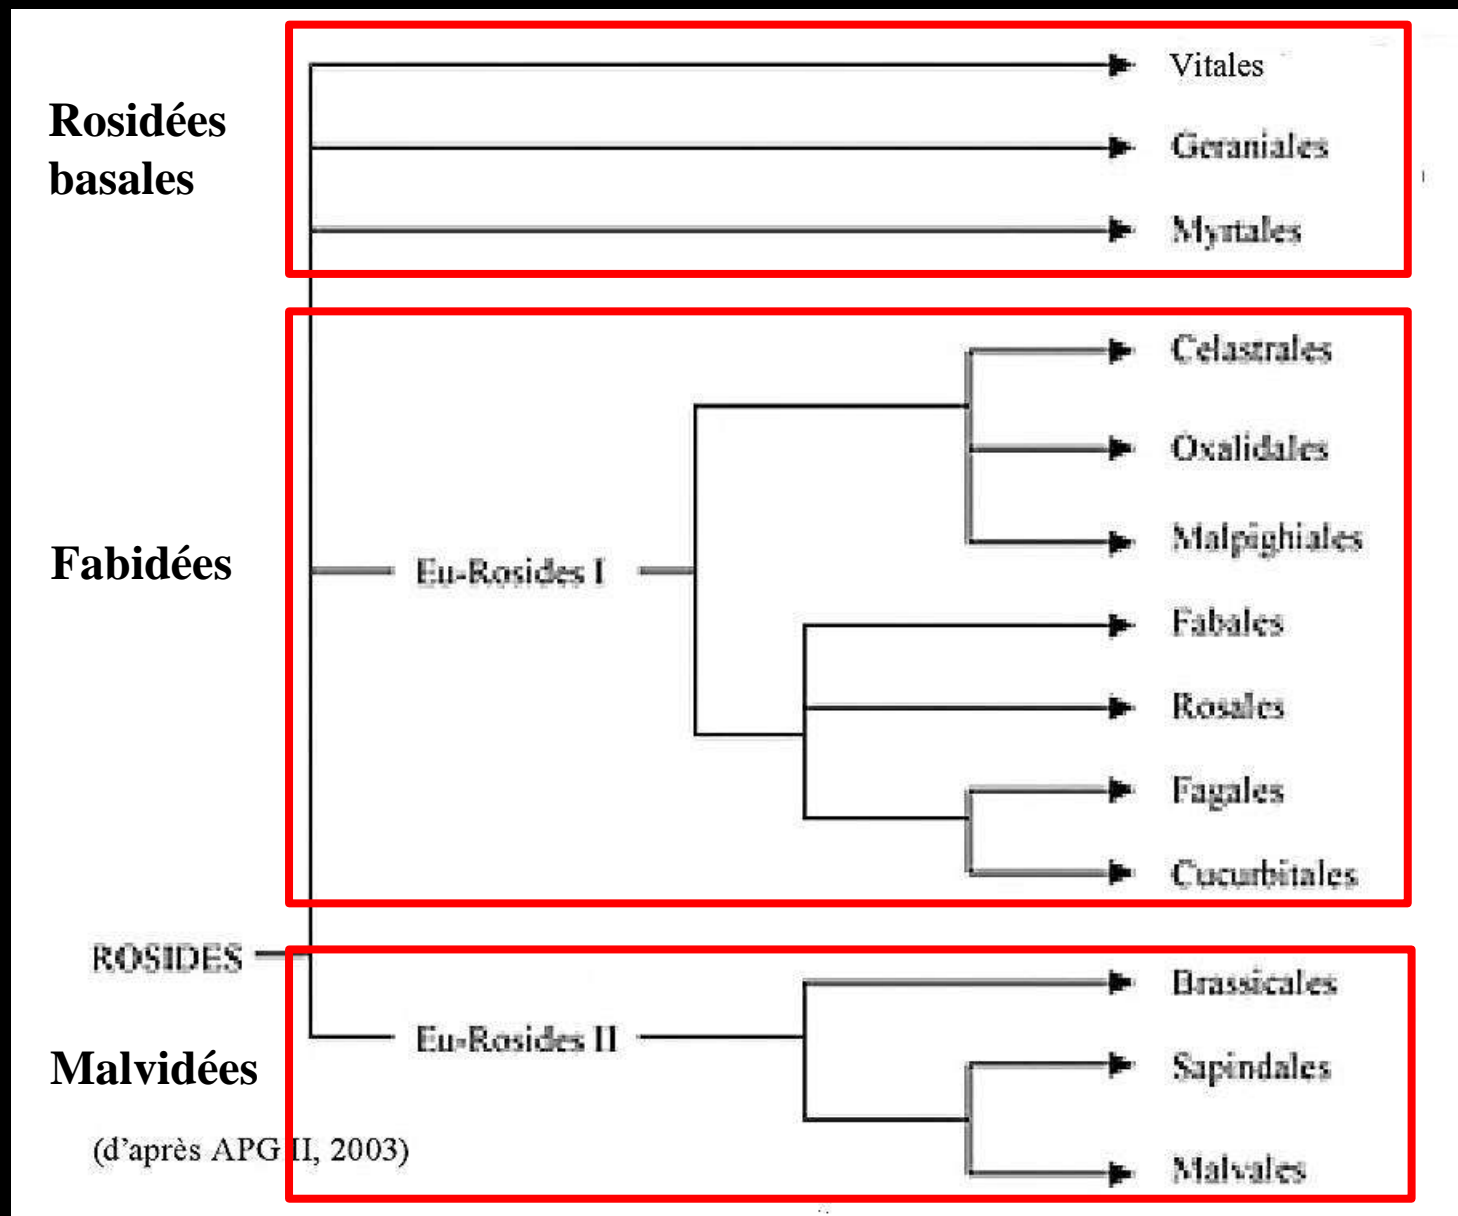 Vitales
Rosidées
basales
Geraniales
Myrtales
Celastrales
Oxalidales
Malpighiales
Fabidées
Eu-Rosides I
Fabales
Rosales
Fagales
Cucurbitales
ROSIDES
Brassicales
Eu-Rosides II
Malvidées
Sapindales
(d'après APG II, 2003)
Malvales